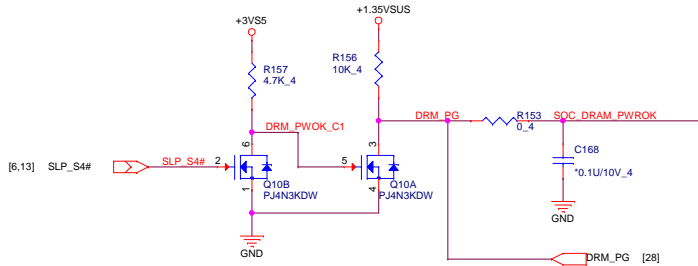 +3VS5
+1.35VSUS
R157
4.7K_4
R156
10K_4
DRM_PWOK_C1
DRM_PG
R153
0_4
SOC_DRAM_PWROK
6
3
[6,13]
SLP_S4#
SLP_S4#
2
5
Q10B
PJ4N3KDW
Q10A
PJ4N3KDW
1
4
C168
*0.1U/10V_4
GND
GND
DRM_PG
[28]